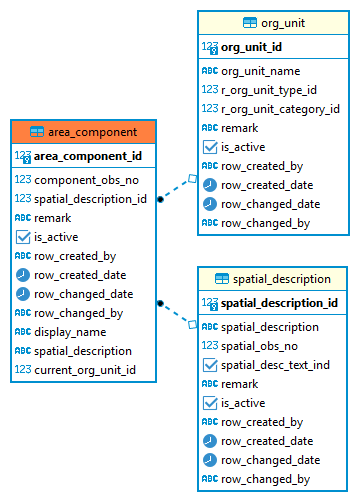 org_unit
123 org_unit_id
ABC org_unit_name
123 r_org_unit_type_id
123 r_org_unit_category_id
ABC remark
is_active
ABC row_created_by
row_created_date
row_changed_date
ABC row_changed_by
area_component
123 area_component_id
123 component_obs_no
123 spatial_description_id
ABC remark
is_active
ABC row_created_by
row_created_date
row_changed_date
ABC row_changed_by
ABC display_name
ABC spatial_description
123 current_org_unit_id
spatial_description
123 spatial_description_id
ABC spatial_description
123 spatial_obs_no
spatial_desc_text_ind
ABC remark
is_active
ABC row_created_by
row_created_date
row_changed_date
ABC row_changed_by